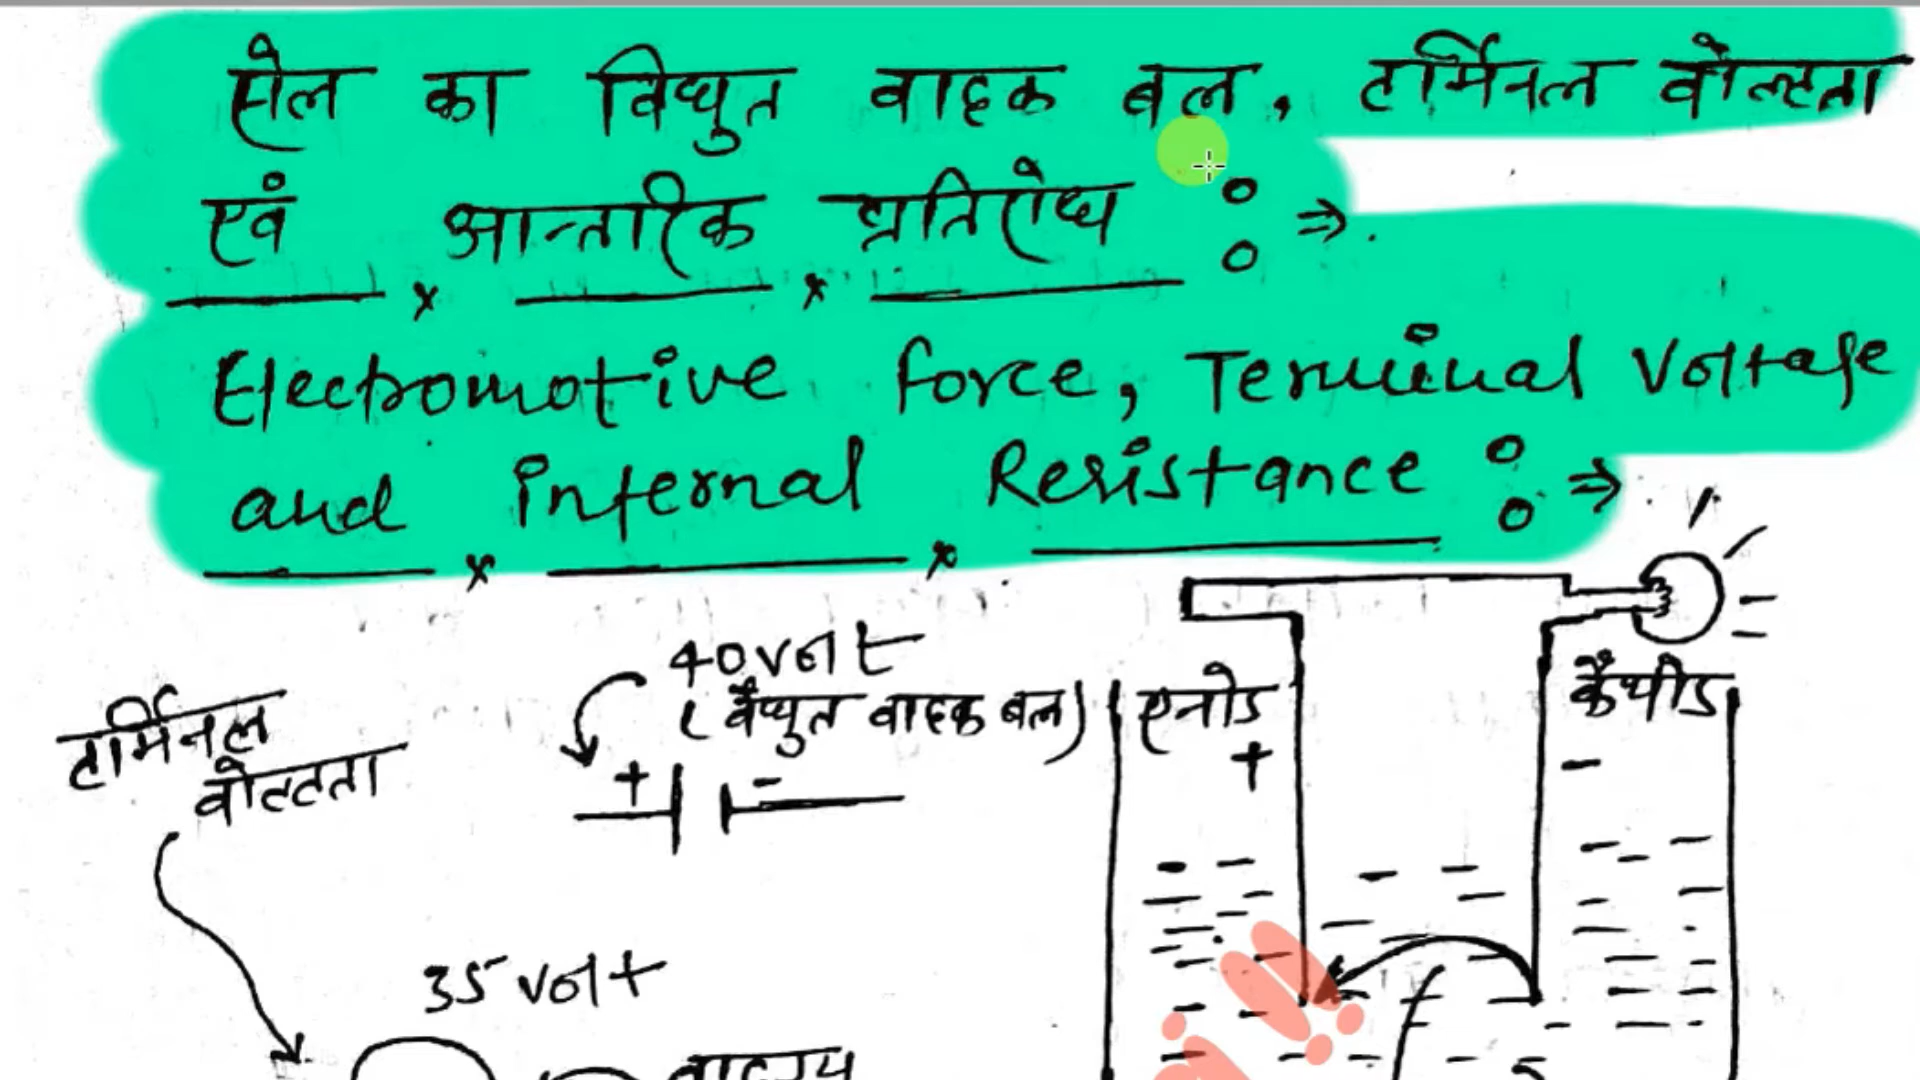 सेल का विद्युत वाहक बल, टर्मिनल वोल्टता
एवं आन्तरिक प्रतिरोध :⇒
Electromotive force, Terminal Voltage
and internal Resistance :⇒
40 volt
(वैद्युत वाहक बल)
+ -
टर्मिनल
वोल्टता
35 volt
एनोड
+
कैथोड
-